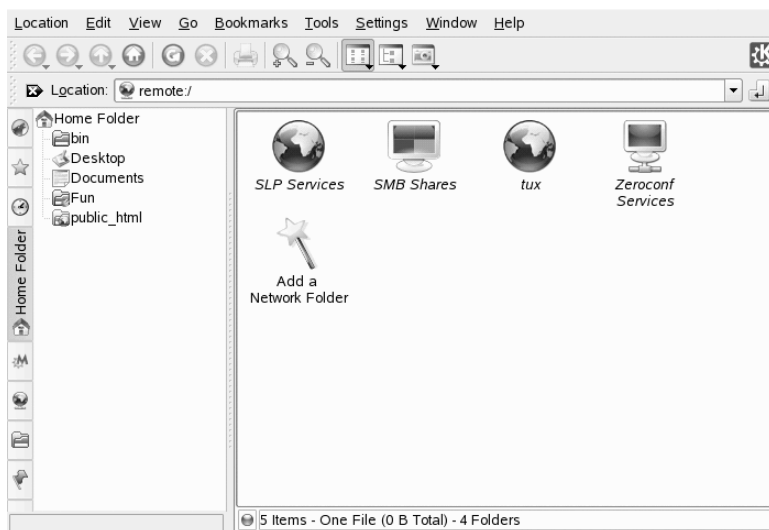 Location Edit View Go Bookmarks Tools Settings Window Help
Location: remote:/
Home Folder
Home Folder
bin
Desktop
Documents
Fun
public_html
SLP Services
SMB Shares
tux
Zeroconf
Services
Add a
Network Folder
5 Items - One File (0 B Total) - 4 Folders